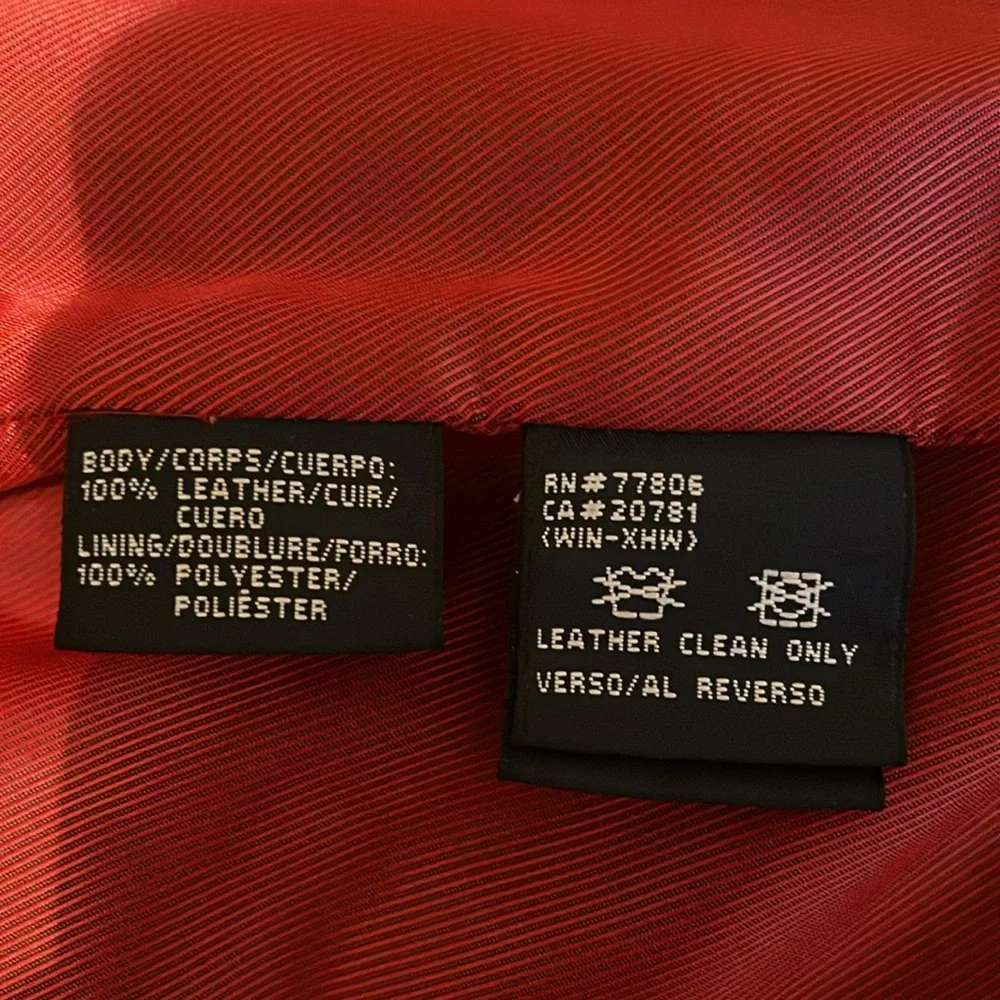 BODY/CORPS/CUERPO:
100% LEATHER/CUIR/
CUERO
LINING/DOUBLURE/FORRO:
100% POLYESTER/
POLIÉSTER
RN#77806
CA#20781
(WIN-XHW)
LEATHER CLEAN ONLY
VERSO/AL REVERSO